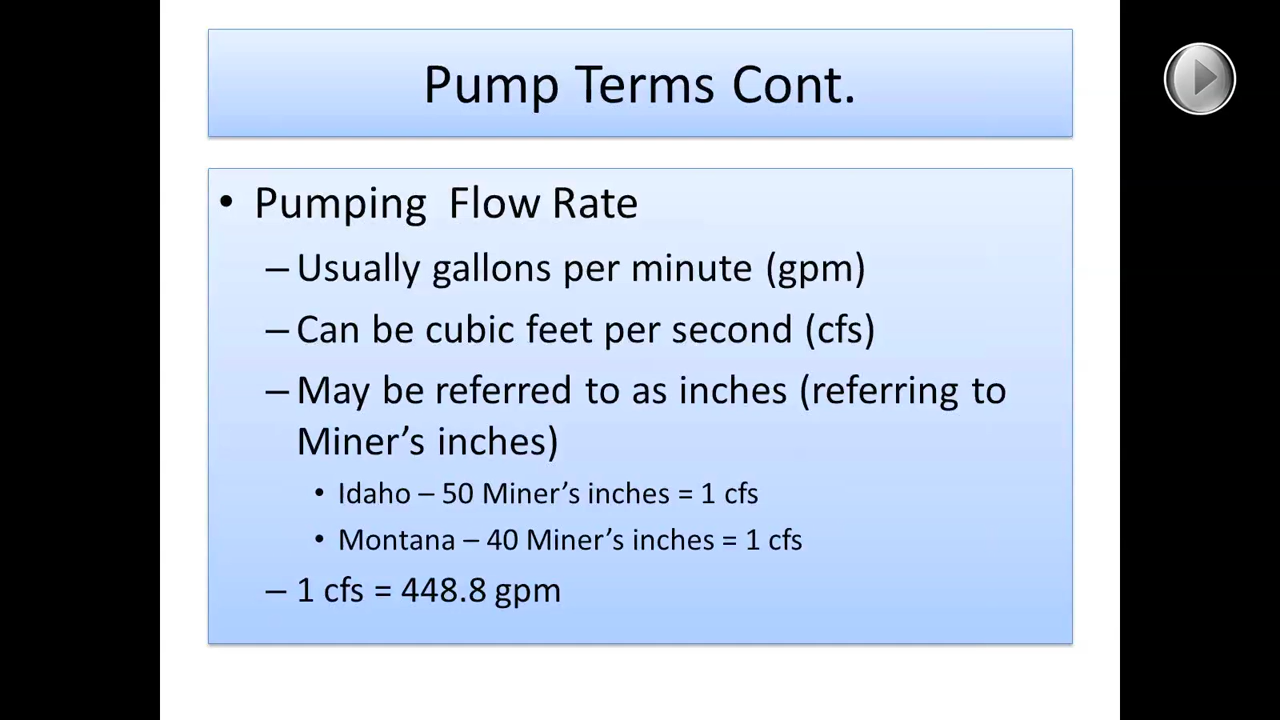 Pump Terms Cont.
• Pumping  Flow Rate
– Usually gallons per minute (gpm)
– Can be cubic feet per second (cfs)
– May be referred to as inches (referring to
Miner’s inches)
• Idaho – 50 Miner’s inches = 1 cfs
• Montana – 40 Miner’s inches = 1 cfs
– 1 cfs = 448.8 gpm